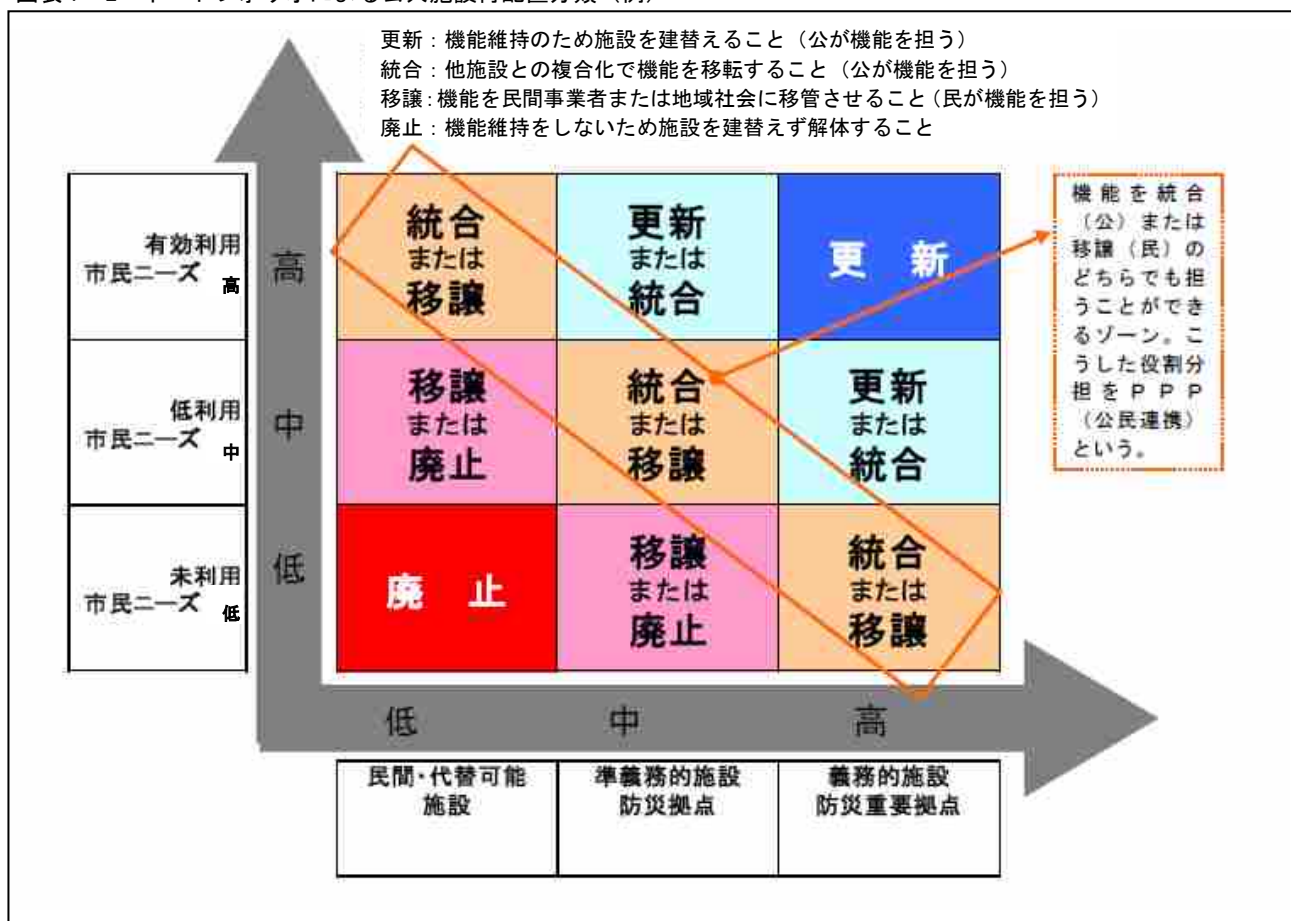 更新：機能維持のため施設を建替えること（公が機能を担う）
統合：他施設との複合化で機能を移転すること（公が機能を担う）
移譲：機能を民間事業者または地域社会に移管させること（民が機能を担う）
廃止：機能維持をしないため施設を建替えず解体すること
有効利用
市民ニーズ 高
高
統合
または
移譲
更新
または
統合
更 新
機能を統合
（公）または
移譲（民）の
どちらでも担
うことができ
るゾーン。こ
うした役割分
担をＰＰＰ
（公民連携）
という。
低利用
市民ニーズ 中
中
移譲
または
廃止
統合
または
移譲
更新
または
統合
未利用
市民ニーズ 低
低
廃 止
移譲
または
廃止
統合
または
移譲
低 中 高
民間・代替可能
施設
準義務的施設
防災拠点
義務的施設
防災重要拠点